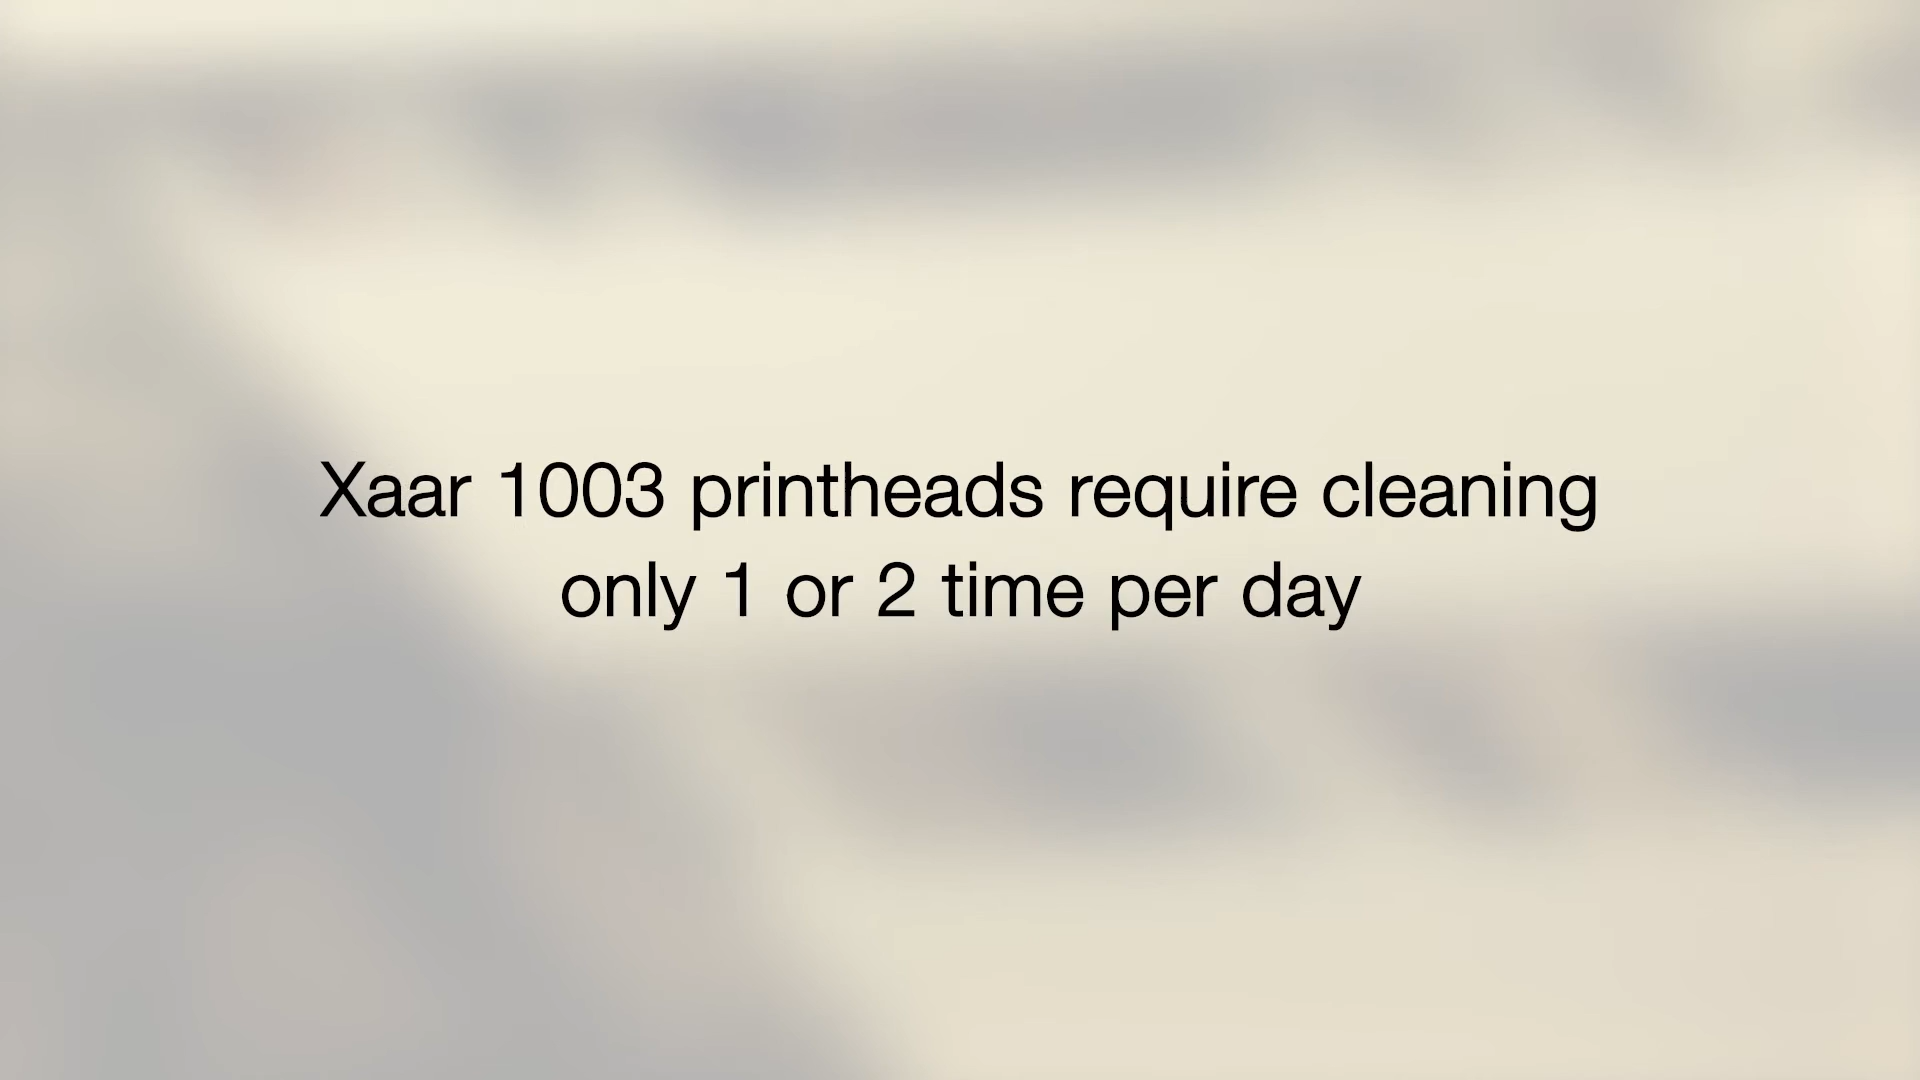 Xaar 1003 printheads require cleaning
only 1 or 2 time per day